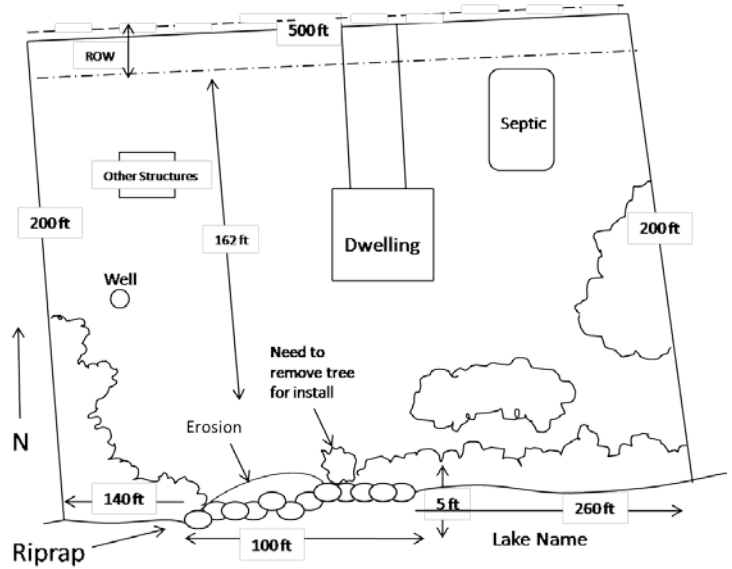 500 ft
ROW
Septic
Other Structures
200 ft
162 ft
200 ft
Dwelling
Well
Need to
remove tree
for install
N
Erosion
140 ft
5 ft
260 ft
100 ft
Lake Name
Riprap